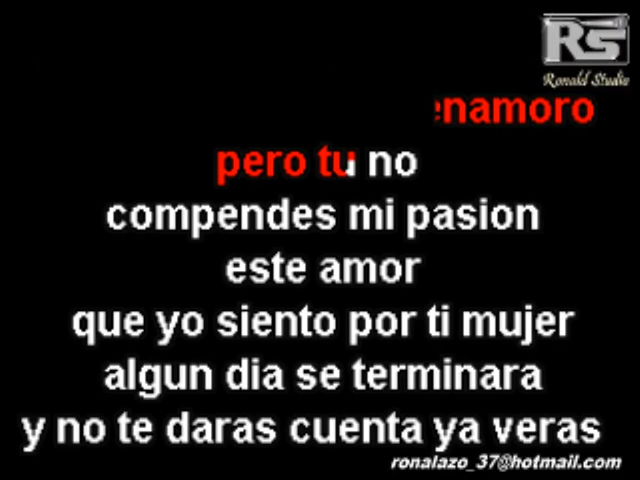 RS
Ronald Studio
enamoro
pero tu no
compendes mi pasion
este amor
que yo siento por ti mujer
algun dia se terminara
y no te daras cuenta ya veras
ronalazo_37@hotmail.com